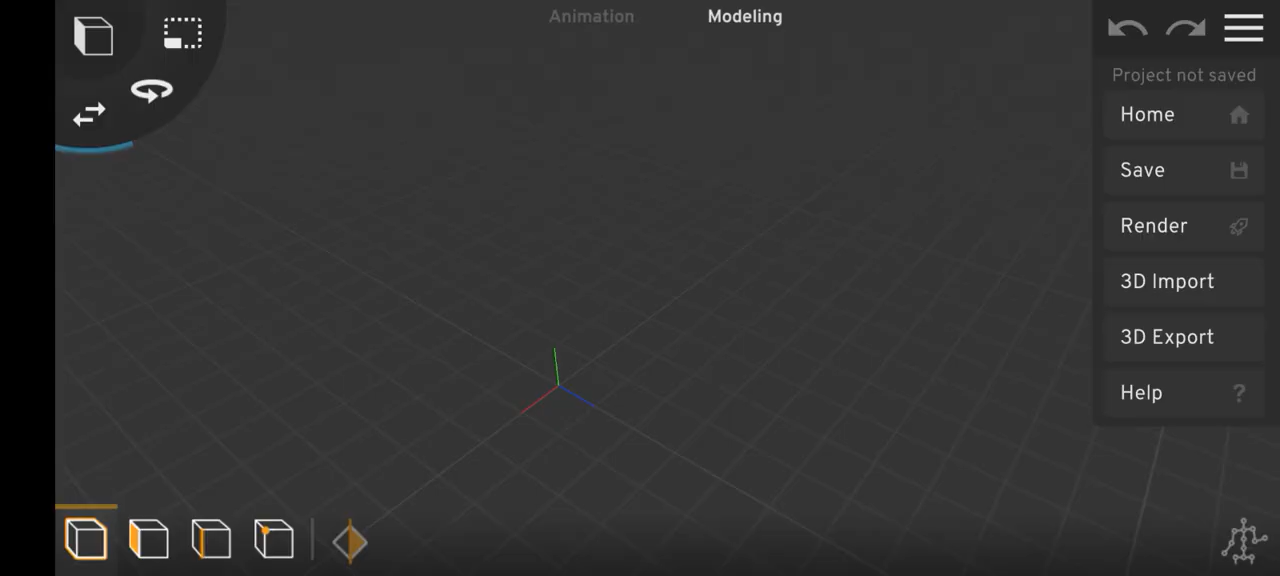 Animation Modeling
Project not saved
Home
Save
Render
3D Import
3D Export
Help ?